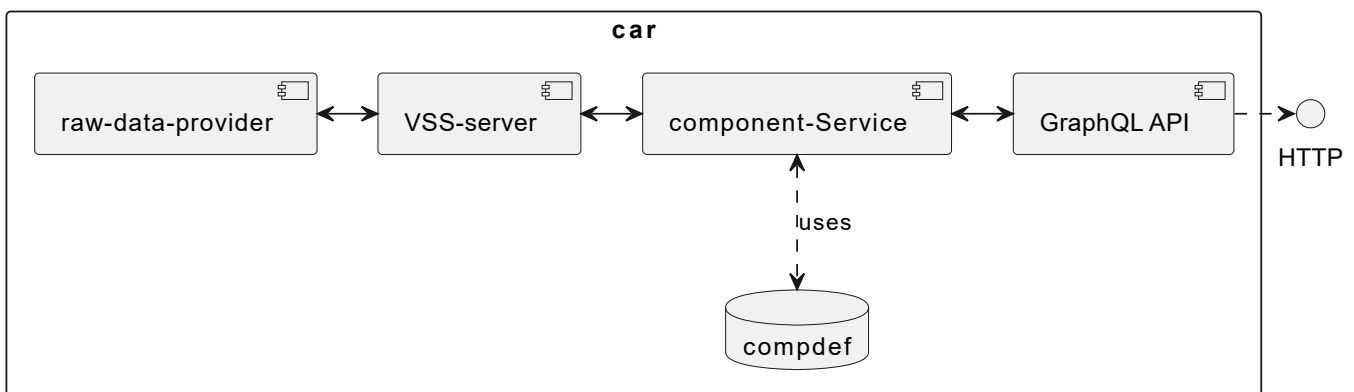 car
raw-data-provider
VSS-server
component-Service
GraphQL API
HTTP
uses
compdef